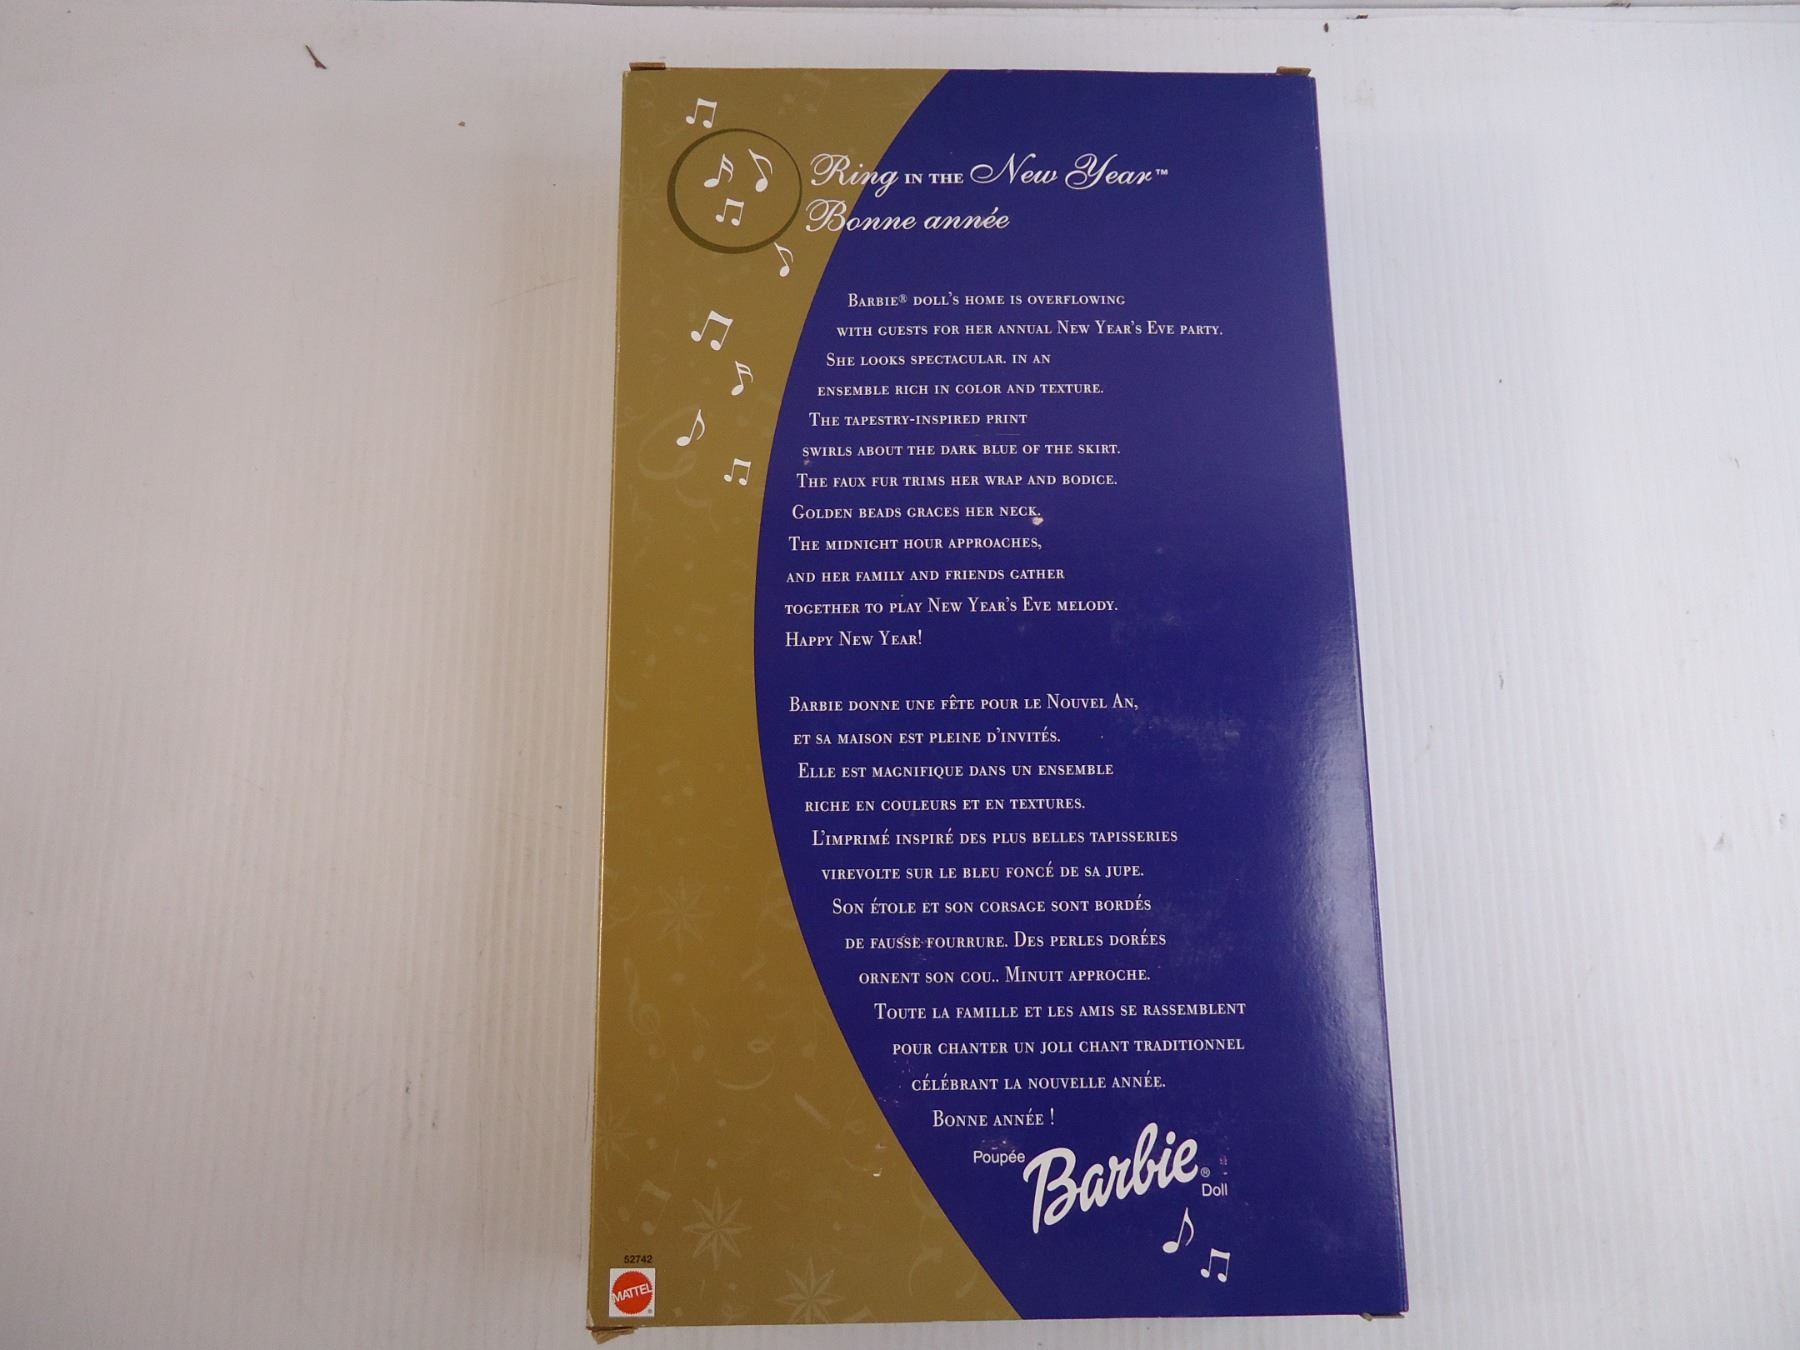 Ring in the New Year™
Bonne année
Barbie® doll's home is overflowing
with guests for her annual New Year's Eve party.
She looks spectacular. in an
ensemble rich in color and texture.
The tapestry-inspired print
swirls about the dark blue of the skirt.
The faux fur trims her wrap and bodice.
Golden beads graces her neck.
The midnight hour approaches,
and her family and friends gather
together to play New Year's Eve melody.
Happy New Year!
Barbie donne une fête pour le Nouvel An,
et sa maison est pleine d'invités.
Elle est magnifique dans un ensemble
riche en couleurs et en textures.
L'imprimé inspiré des plus belles tapisseries
virevolte sur le bleu foncé de sa jupe.
Son étole et son corsage sont bordés
de fausse fourrure. Des perles dorées
ornent son cou.. Minuit approche.
Toute la famille et les amis se rassemblent
pour chanter un joli chant traditionnel
célébrant la nouvelle année.
Bonne année !
Poupée
Barbie®
Doll
52742
MATTEL®